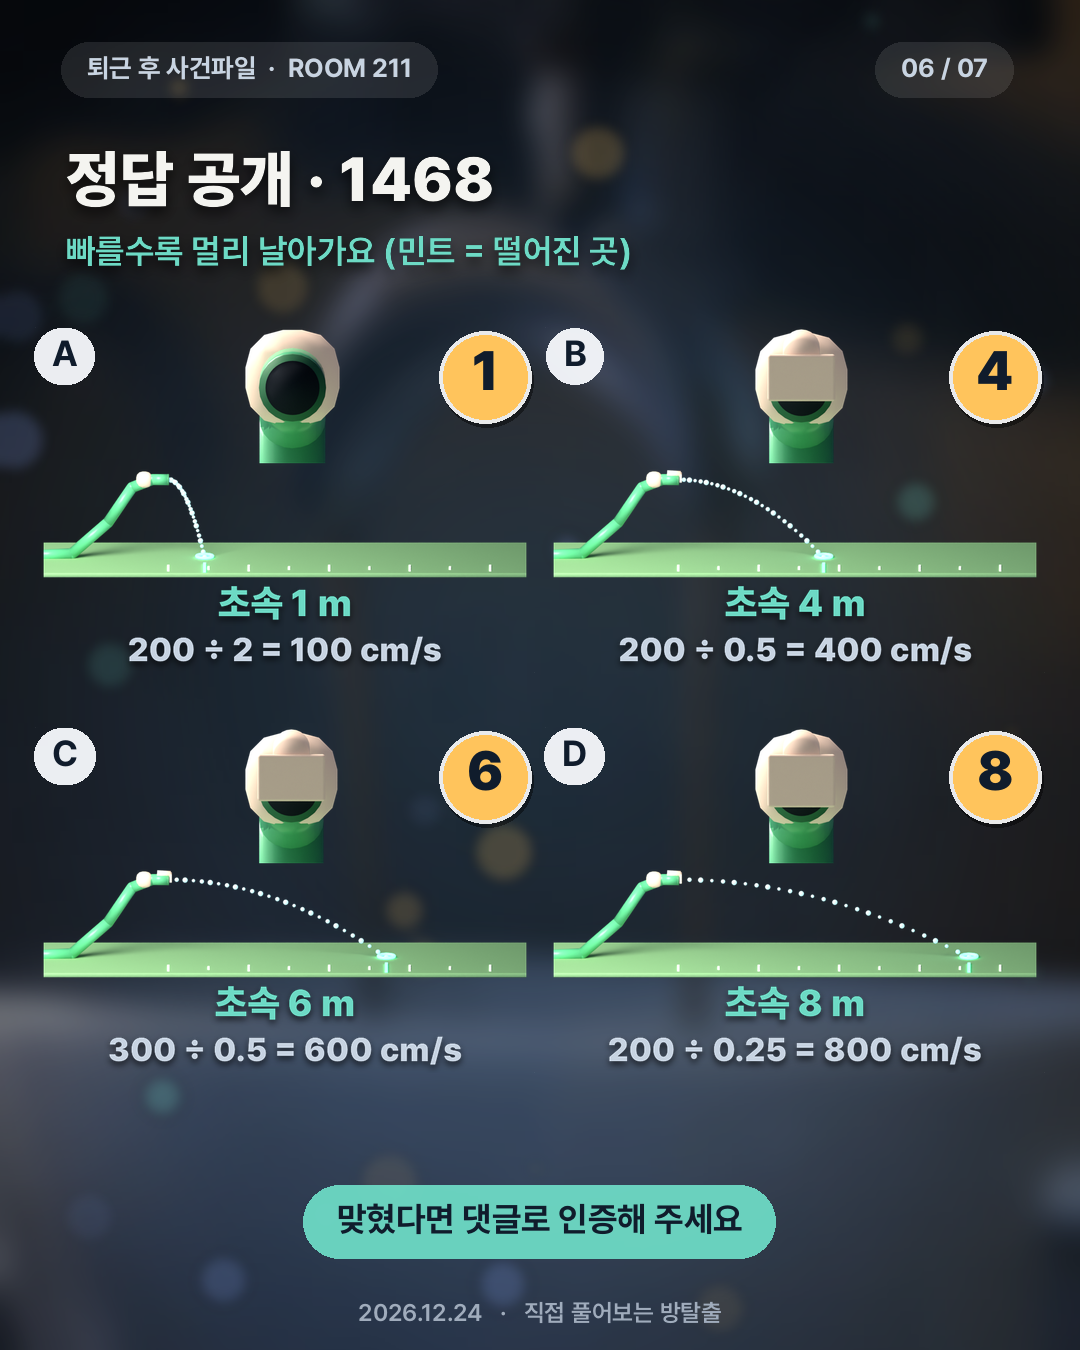 퇴근 후 사건파일 · ROOM 211
06 / 07
정답 공개 · 1468
빠를수록 멀리 날아가요 (민트 = 떨어진 곳)
A
1
B
4
초속 1 m
200 ÷ 2 = 100 cm/s
초속 4 m
200 ÷ 0.5 = 400 cm/s
C
6
D
8
초속 6 m
300 ÷ 0.5 = 600 cm/s
초속 8 m
200 ÷ 0.25 = 800 cm/s
맞혔다면 댓글로 인증해 주세요
2026.12.24 · 직접 풀어보는 방탈출